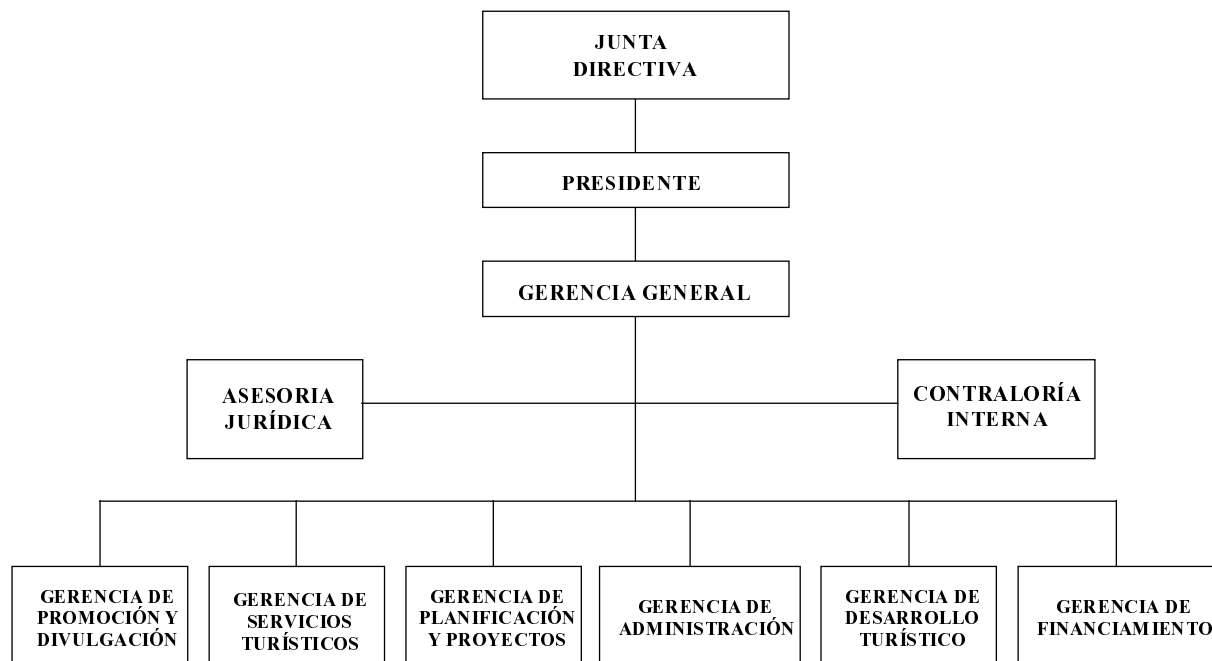 JUNTA
DIRECTIVA
PRESIDENTE
GERENCIA GENERAL
ASESORIA
JURÍDICA
CONTRALORÍA
INTERNA
GERENCIA DE
PROMOCIÓN Y
DIVULGACIÓN
GERENCIA DE
SERVICIOS
TURÍSTICOS
GERENCIA DE
PLANIFICACIÓN
Y PROYECTOS
GERENCIA DE
ADMINISTRACIÓN
GERENCIA DE
DESARROLLO
TURÍSTICO
GERENCIA DE
FINANCIAMIENTO